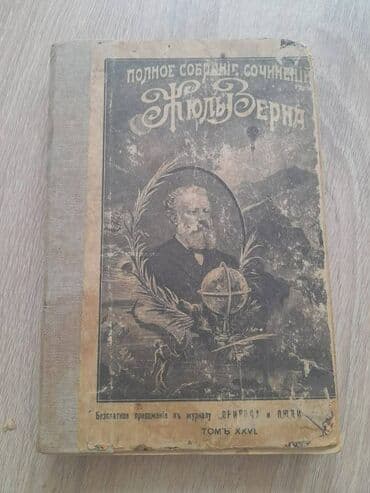 ПОЛНОЕ СОБРАНІЕ СОЧИНЕНІЙ
ЖЮЛЬ ВЕРНА
Безплатное приложеніе къ журналу „ПРИРОДА и ЛЮДИ
ТОМЪ XXVI.